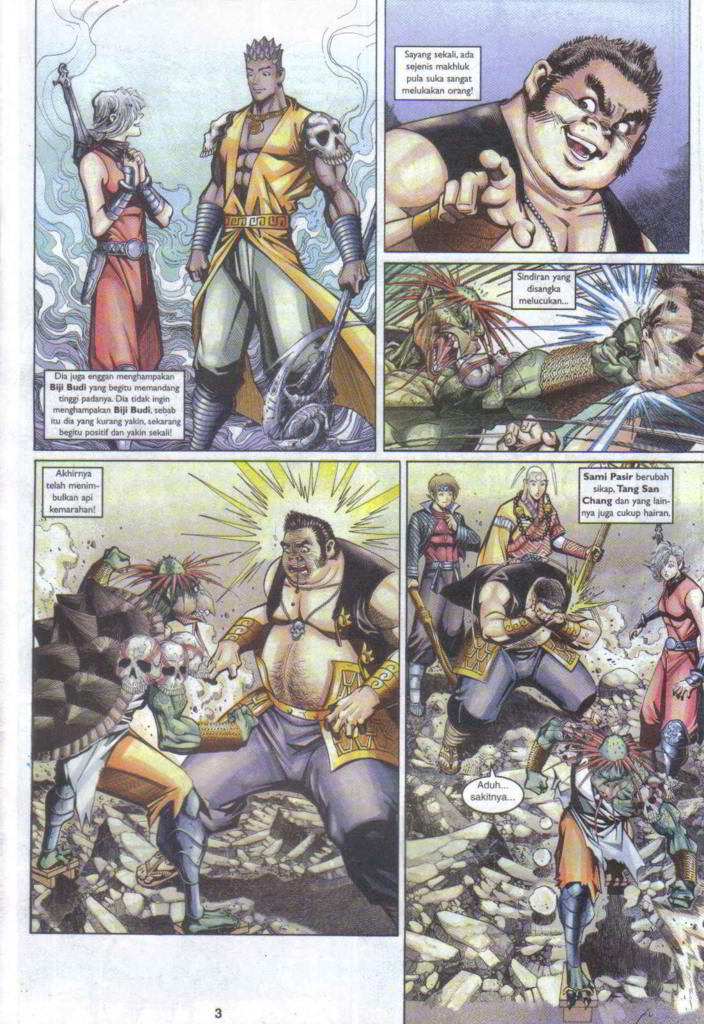 Dia juga enggan menghampakan
Biji Budi yang begitu memandang
tinggi padanya. Dia tidak ingin
menghampakan Biji Budi, sebab
itu dia yang kurang yakin, sekarang
begitu positif dan yakin sekali!
Sayang sekali, ada
sejenis makhluk
pula suka sangat
melukakan orang!
Sindiran yang
disangka
melucukan...
Akhirnya
telah menim-
bulkan api
kemarahan!
Sami Pasir berubah
sikap, Tang San
Chang dan yang lain-
nya juga cukup hairan.
Aduh...
sakitnya...
3